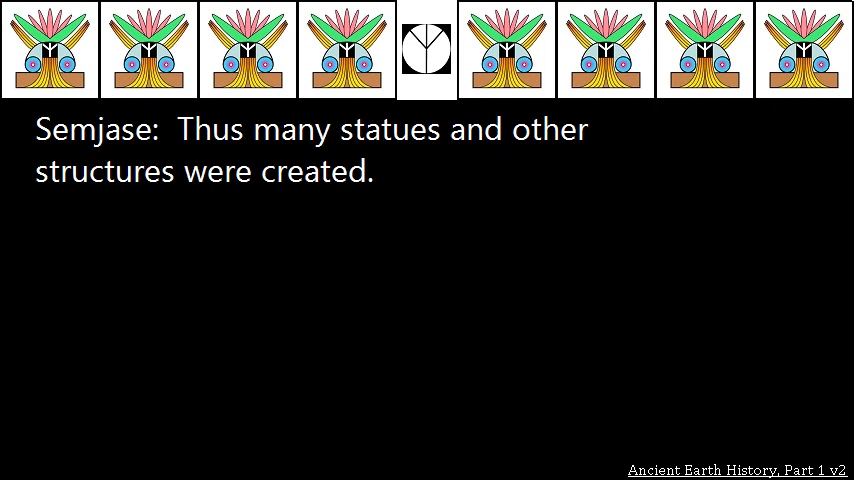 Semjase:  Thus many statues and other
structures were created.
Ancient Earth History, Part 1 v2